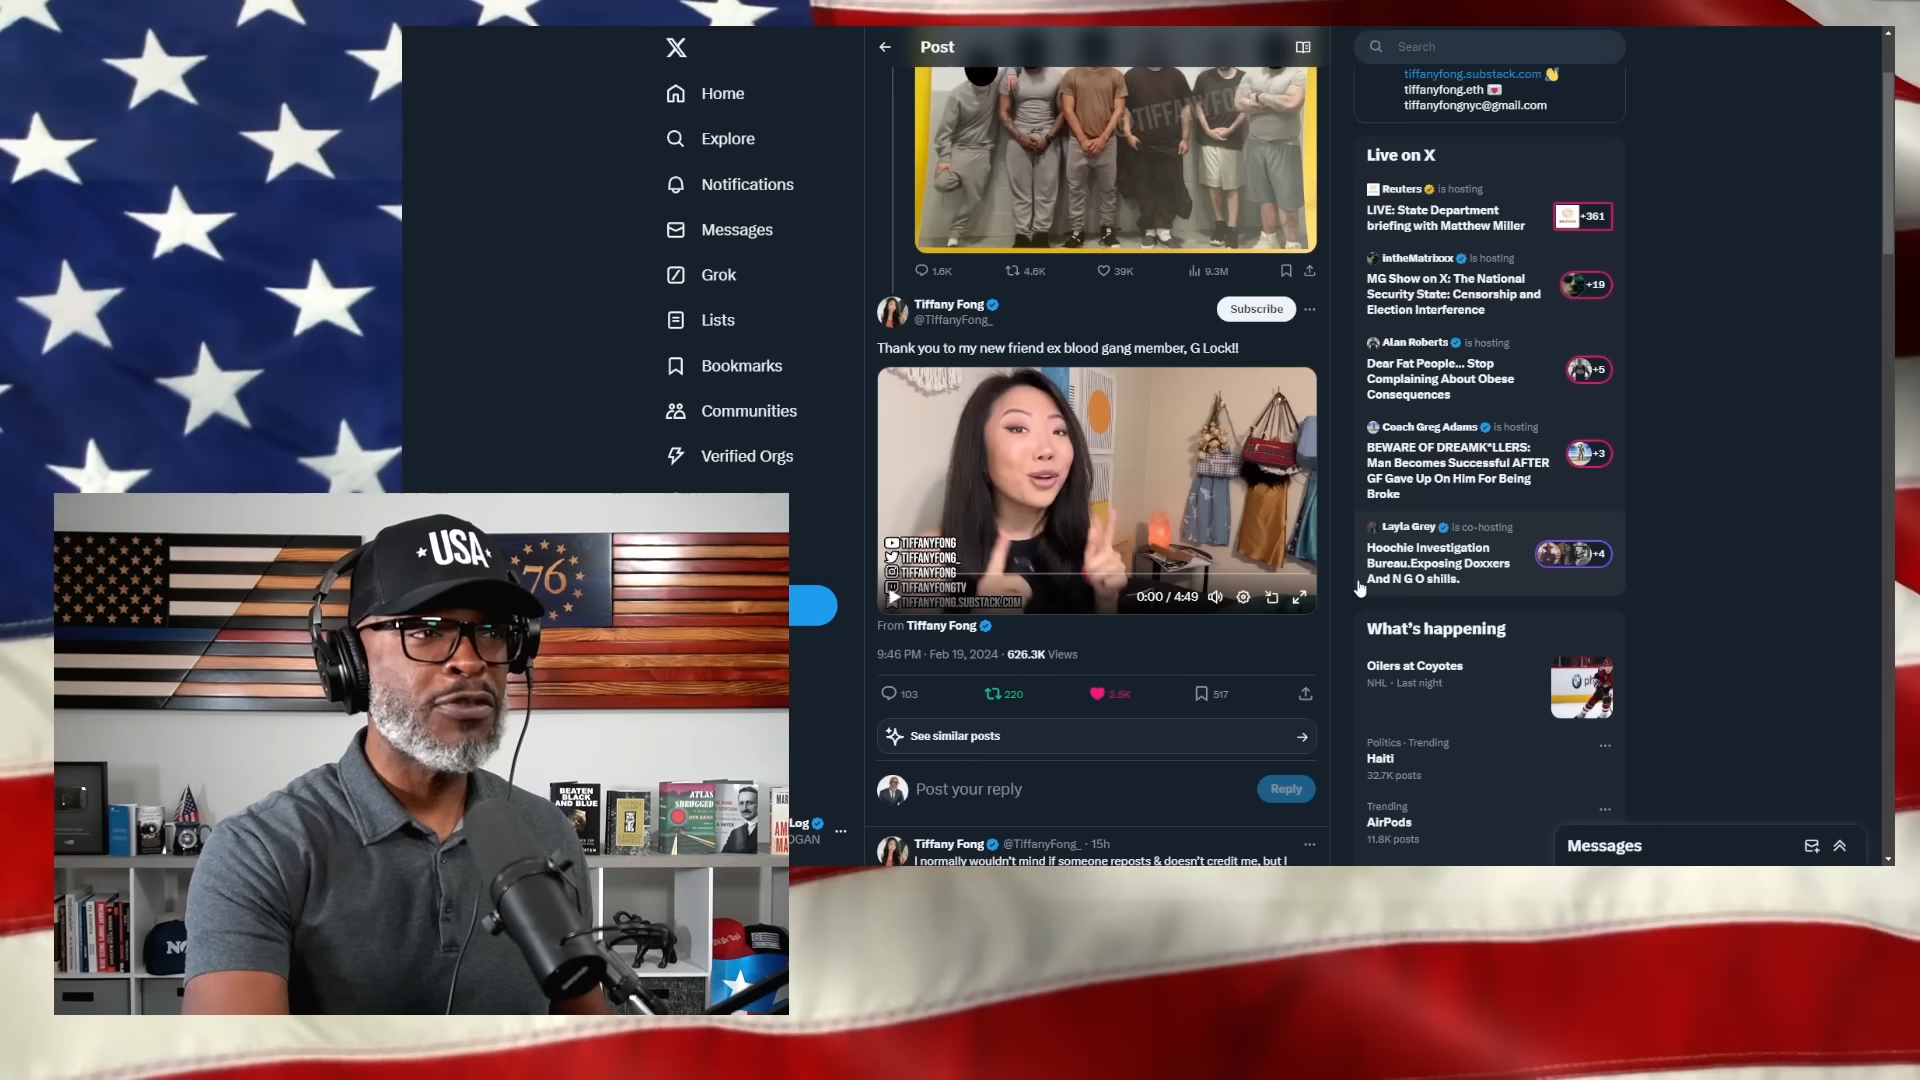 Home
Explore
Notifications
Messages
Grok
Lists
Bookmarks
Communities
Verified Orgs
Log
OGAN
Post
TIFFANYFO
1.6K
4.6K
39K
9.3M
Tiffany Fong
@TiffanyFong_
Subscribe
Thank you to my new friend ex blood gang member, G Lock!!
TIFFANYFONG
TIFFANYFONG_
TIFFANYFONG
TIFFANYFONGTV
TIFFANYFONG.SUBSTACK.COM
0:00 / 4:49
From Tiffany Fong
9:46 PM · Feb 19, 2024 · 626.3K Views
103
220
2.5K
517
See similar posts
Post your reply
Reply
Tiffany Fong @TiffanyFong_ · 15h
I normally wouldn't mind if someone reposts & doesn't credit me, but I
Search
tiffanyfong.substack.com
tiffanyfong.eth
tiffanyfongnyc@gmail.com
Live on X
Reuters is hosting
LIVE: State Department
briefing with Matthew Miller
+361
IntheMatrixxx is hosting
MG Show on X: The National
Security State: Censorship and
Election Interference
+19
Alan Roberts is hosting
Dear Fat People... Stop
Complaining About Obese
Consequences
+5
Coach Greg Adams is hosting
BEWARE OF DREAMK*LLERS:
Man Becomes Successful AFTER
GF Gave Up On Him For Being
Broke
+3
Layla Grey is co-hosting
Hoochie Investigation
Bureau.Exposing Doxxers
And N G O shills.
+4
What's happening
Oilers at Coyotes
NHL · Last night
Politics · Trending
Haiti
32.7K posts
Trending
AirPods
11.8K posts
Messages
USA
76
BEATEN
BLACK
AND BLUE
ATLAS
SHRUGGED